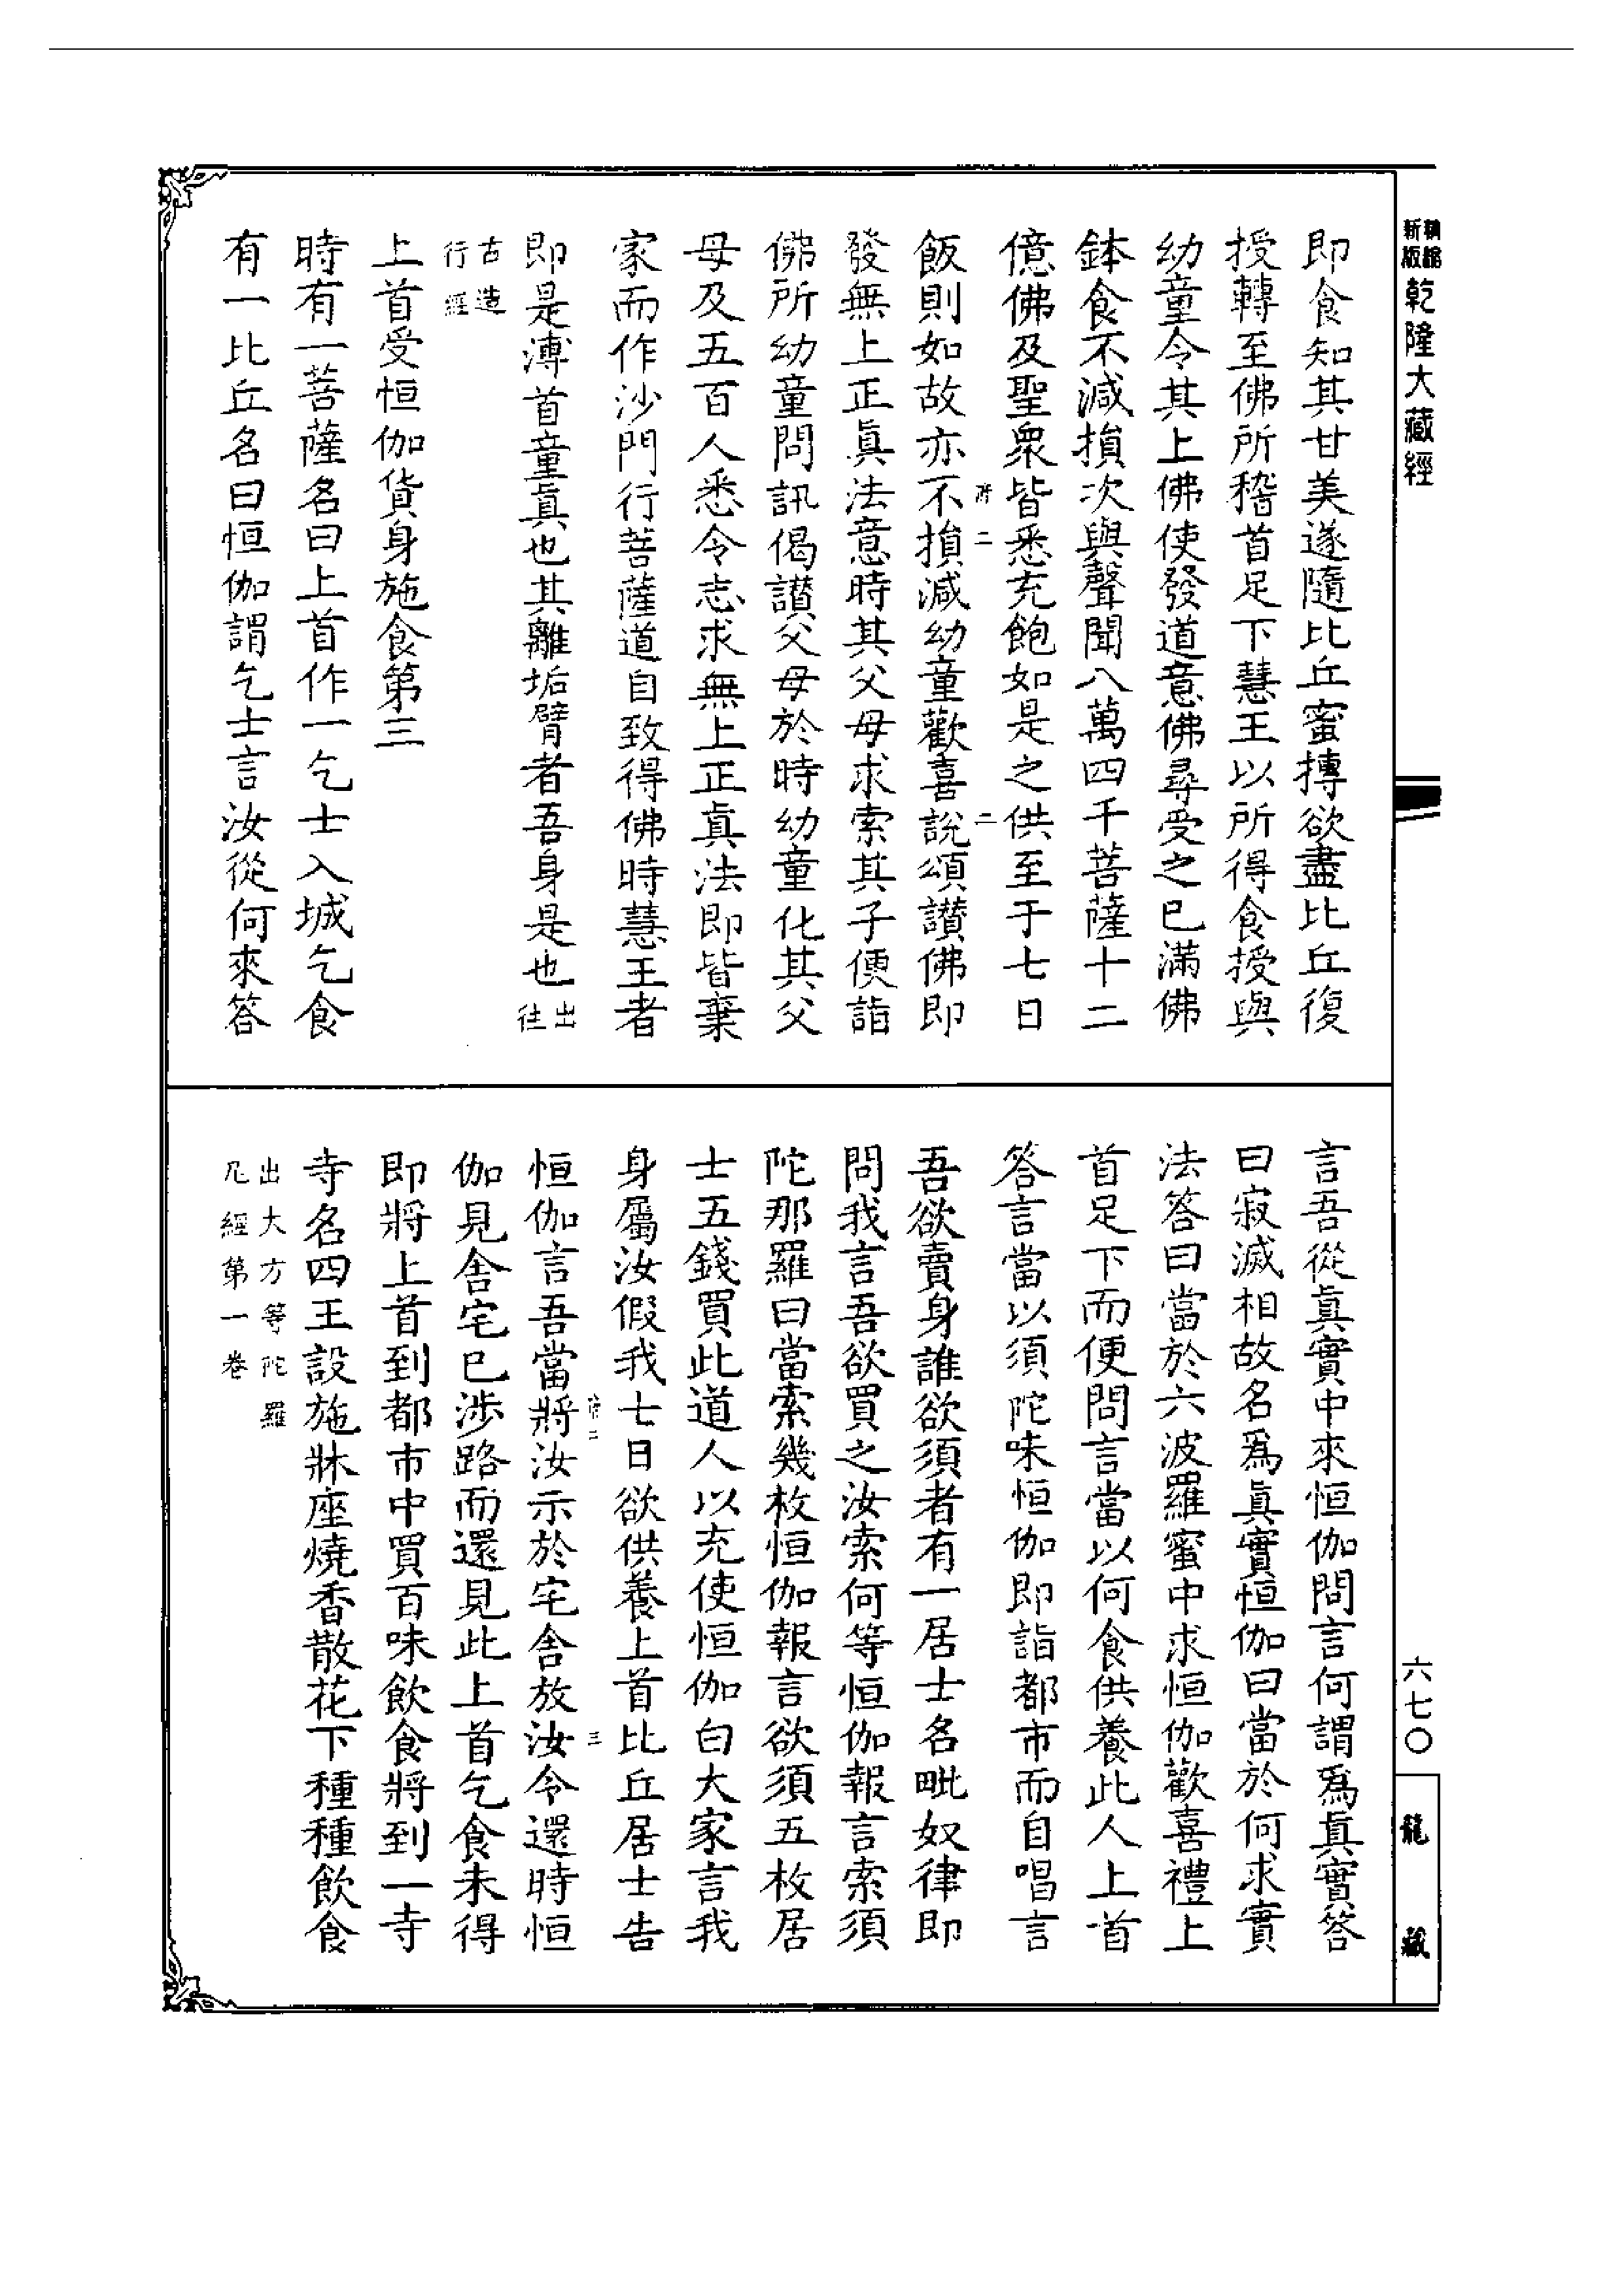 新編縮版乾隆大藏經
即食知其甘美遂隨比丘蜜摶欲盡比丘復
授轉至佛所稽首足下慧王以所得食授與
幼童令其上佛使發道意佛尋受之已滿佛
鉢食不減損次與聲聞八萬四千菩薩十二
億佛及聖衆皆悉充飽如是之供至于七日
二
二
飯則如故亦不損減幼童歡喜說頌讃佛即
發無上正眞法意時其父母求索其子便詣
佛所幼童問訊偈讃父母於時幼童化其父
母及五百人悉令志求無上正眞法即皆棄
家而作沙門行菩薩道自致得佛時慧王者
即是溥首童眞也其離垢臂者吾身是也出往
古造
行經
上首受恒伽貨身施食第三
時有一菩薩名曰上首作一乞士入城乞食
有一比丘名曰恒伽謂乞士言汝從何來答
言吾從眞實中來恒伽問言何謂爲眞實答
曰寂滅相故名爲眞實恒伽曰當於何求實
法答曰當於六波羅蜜中求恒伽歡喜禮上
首足下而便問言當以何食供養此人上首
答言當以須陀味恒伽即詣都市而自唱言
吾欲賣身誰欲須者有一居士名毗奴律即
問我言吾欲買之汝索何等恒伽報言索須
陀那羅曰當索幾枚恒伽報言欲須五枚居
士五錢買此道人以充使恒伽白大家言我
身屬汝假我七日欲供養上首比丘居士告
二
三
恒伽言吾當將汝示於宅舍放汝令還時恒
伽見舍宅已涉路而還見此上首乞食未得
即將上首到都市中買百味飲食將到一寺
寺名四王設施牀座燒香散花下種種飲食
出大方等陀羅
尼經第一卷
六七〇
龍藏